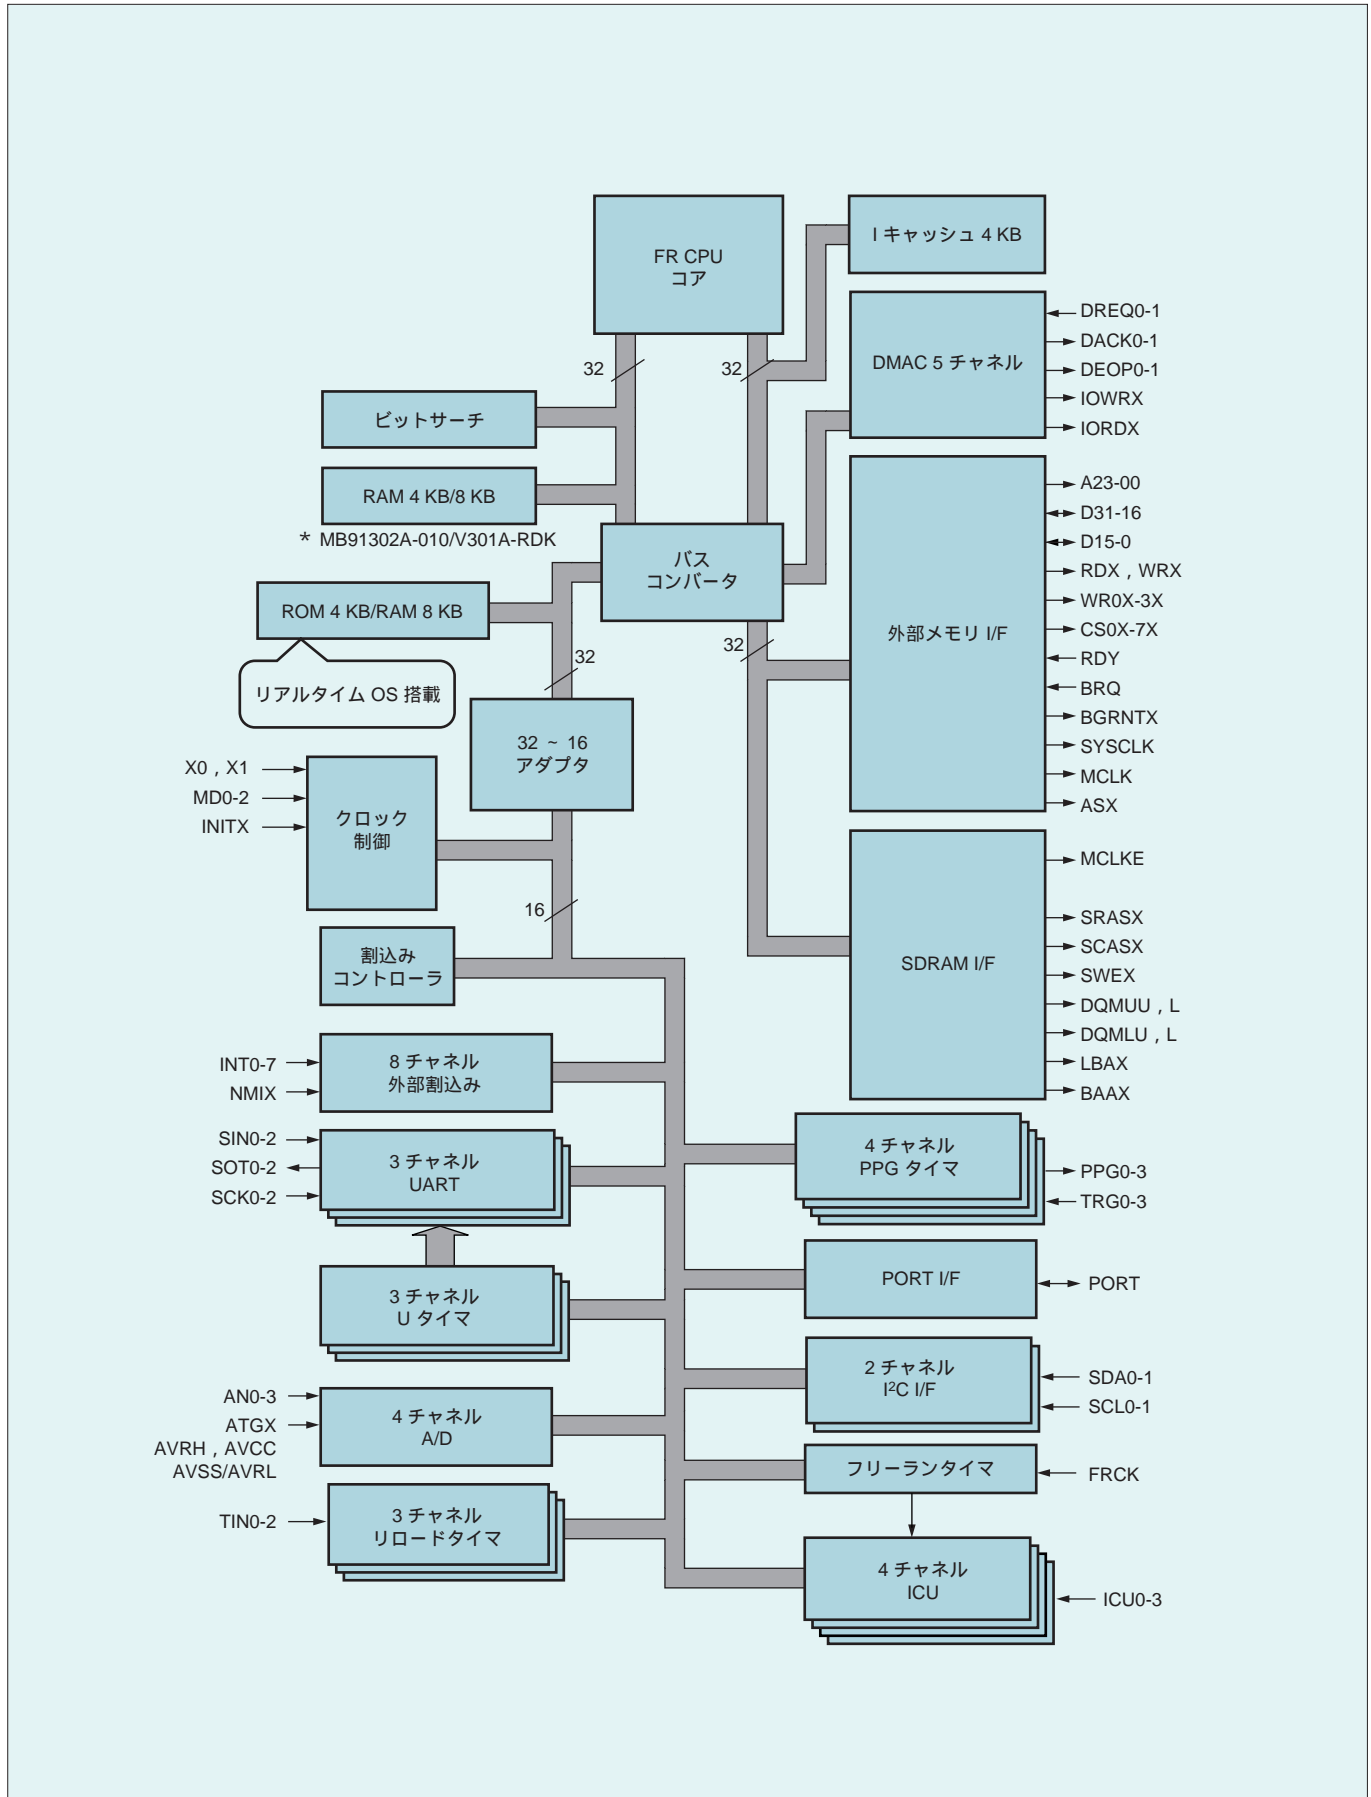 FR CPU
コア
I キャッシュ 4 KB
DMAC 5 チャネル
DREQ0-1
DACK0-1
DEOP0-1
IOWRX
IORDX
32
32
ビットサーチ
RAM 4 KB/8 KB
* MB91302A-010/V301A-RDK
バス
コンバータ
ROM 4 KB/RAM 8 KB
リアルタイム OS 搭載
32
32
外部メモリ I/F
A23-00
D31-16
D15-0
RDX , WRX
WR0X-3X
CS0X-7X
RDY
BRQ
BGRNTX
SYSCLK
MCLK
ASX
32 ~ 16
アダプタ
X0 , X1
MD0-2
INITX
クロック
制御
16
SDRAM I/F
MCLKE
SRASX
SCASX
SWEX
DQMUU , L
DQMLU , L
LBAX
BAAX
割込み
コントローラ
INT0-7
NMIX
8 チャネル
外部割込み
SIN0-2
SOT0-2
SCK0-2
3 チャネル
UART
4 チャネル
PPG タイマ
PPG0-3
TRG0-3
3 チャネル
U タイマ
PORT I/F
PORT
2 チャネル
I²C I/F
SDA0-1
SCL0-1
AN0-3
ATGX
AVRH , AVCC
AVSS/AVRL
4 チャネル
A/D
フリーランタイマ
FRCK
TIN0-2
3 チャネル
リロードタイマ
4 チャネル
ICU
ICU0-3